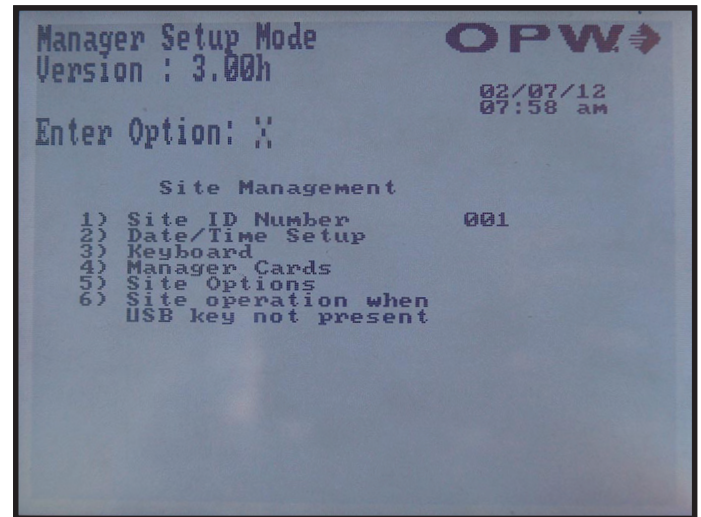 Manager Setup Mode
OPW
Version : 3.00h
02/07/12
07:58 am
Enter Option:
Site Management
1) Site ID Number 001
2) Date/Time Setup
3) Keyboard
4) Manager Cards
5) Site Options
6) Site operation when
USB key not present